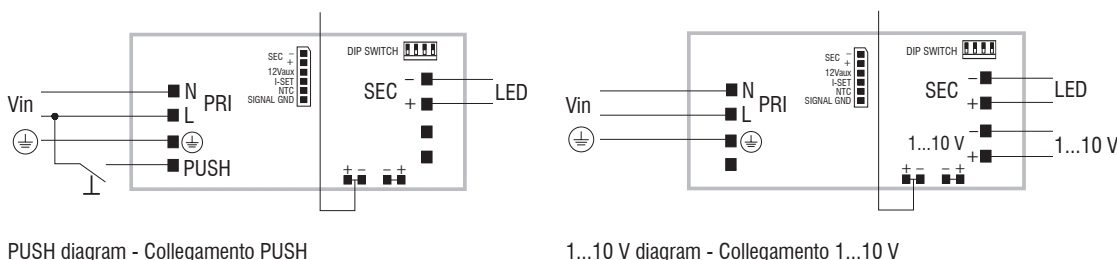 DIP SWITCH
SEC –
+
12Vaux
I-SET
NTC
SIGNAL GND
N
PRI
L
PUSH
Vin
SEC
–
+
LED
+ – – +
PUSH diagram - Collegamento PUSH
DIP SWITCH
SEC –
+
12Vaux
I-SET
NTC
SIGNAL GND
N
PRI
L
Vin
SEC
–
+
LED
1...10 V
–
+
1...10 V
+ – – +
1...10 V diagram - Collegamento 1...10 V